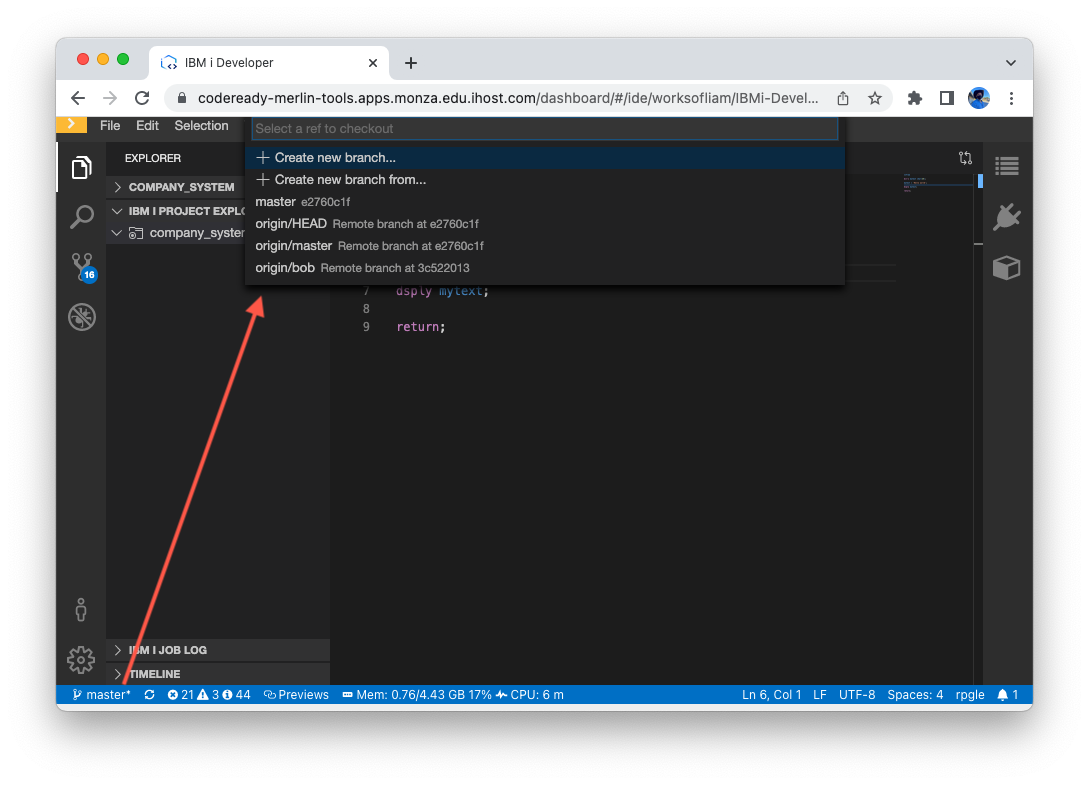 IBM i Developer
codeready-merlin-tools.apps.monza.edu.ihost.com/dashboard/#/ide/worksofliam/IBMi-Devel...
File Edit Selection
Select a ref to checkout
EXPLORER
Create new branch...
COMPANY_SYSTEM
Create new branch from...
master e2760c1f
IBM I PROJECT EXPLO
origin/HEAD Remote branch at e2760c1f
company_system
origin/master Remote branch at e2760c1f
origin/bob Remote branch at 3c522013
16
7 dsply mytext;
8
9 return;
IBM I JOB LOG
TIMELINE
master* 21 3 44 Previews Mem: 0.76/4.43 GB 17% CPU: 6 m Ln 6, Col 1 LF UTF-8 Spaces: 4 rpgle 1